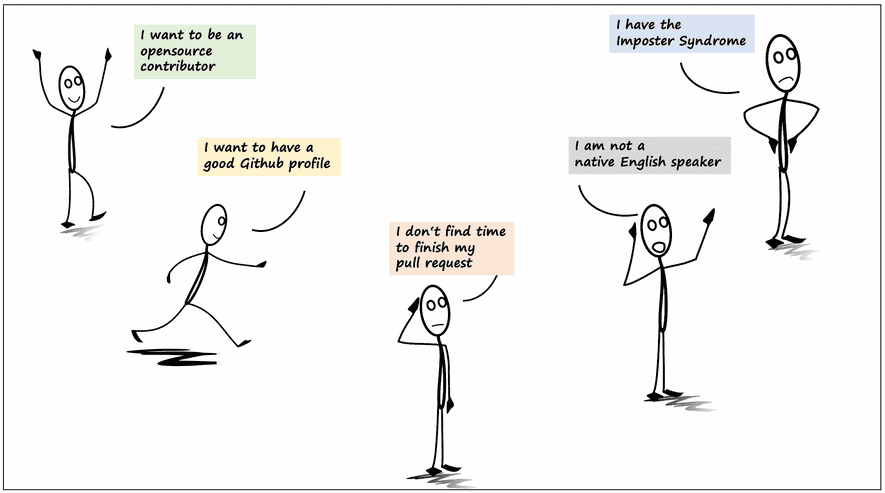 I want to be an
opensource
contributor
I want to have a
good Github profile
I don't find time
to finish my
pull request
I am not a
native English speaker
I have the
Imposter Syndrome